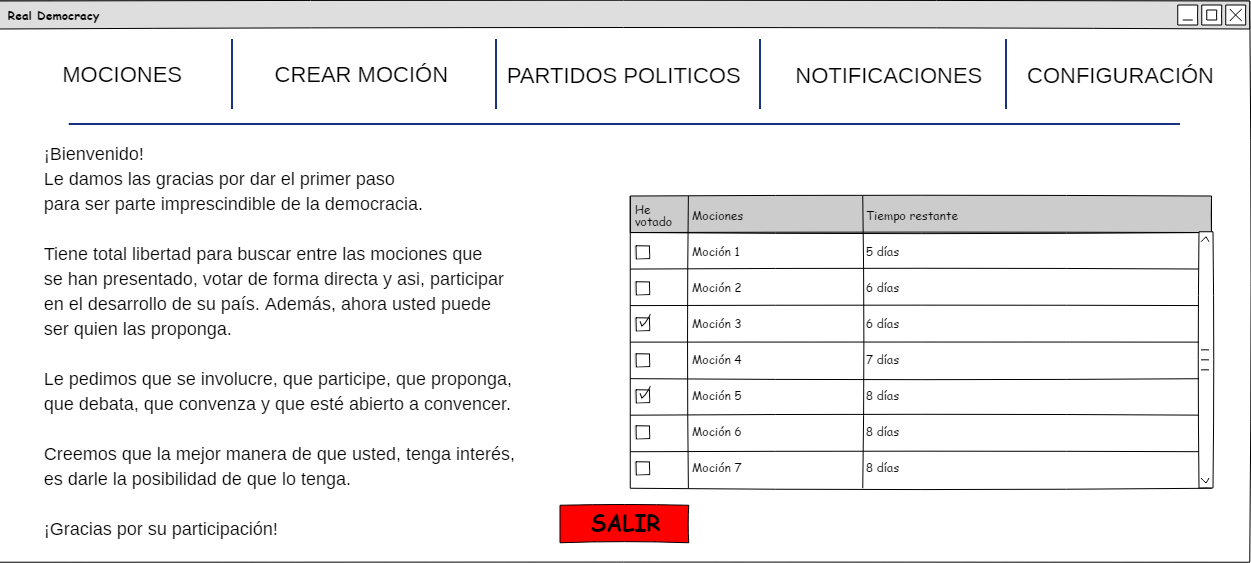 Real Democracy
MOCIONES
CREAR MOCIÓN
PARTIDOS POLITICOS
NOTIFICACIONES
CONFIGURACIÓN
¡Bienvenido!
Le damos las gracias por dar el primer paso
para ser parte imprescindible de la democracia.
Tiene total libertad para buscar entre las mociones que
se han presentado, votar de forma directa y asi, participar
en el desarrollo de su país. Además, ahora usted puede
ser quien las proponga.
Le pedimos que se involucre, que participe, que proponga,
que debata, que convenza y que esté abierto a convencer.
Creemos que la mejor manera de que usted, tenga interés,
es darle la posibilidad de que lo tenga.
¡Gracias por su participación!
He
votado
Mociones
Tiempo restante
Moción 1
5 días
Moción 2
6 días
Moción 3
6 días
Moción 4
7 días
Moción 5
8 días
Moción 6
8 días
Moción 7
8 días
SALIR